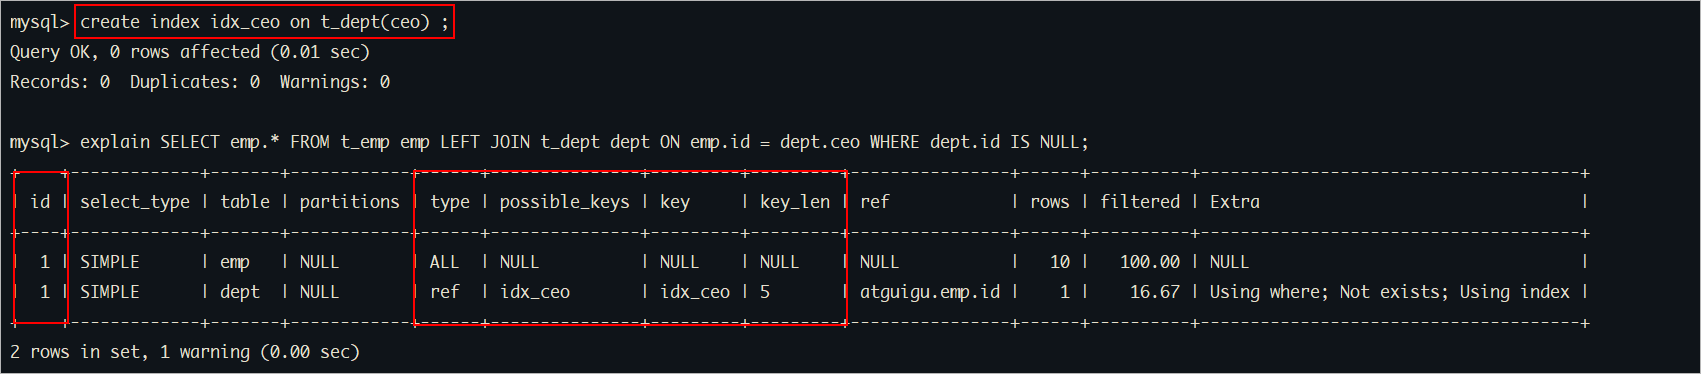 mysql> create index idx_ceo on t_dept(ceo) ;
Query OK, 0 rows affected (0.01 sec)
Records: 0  Duplicates: 0  Warnings: 0
mysql> explain SELECT emp.* FROM t_emp emp LEFT JOIN t_dept dept ON emp.id = dept.ceo WHERE dept.id IS NULL;
+----+-------------+-------+------------+------+---------------+---------+---------+----------------+------+----------+--------------------------------------+
| id | select_type | table | partitions | type | possible_keys | key     | key_len | ref            | rows | filtered | Extra                                |
+----+-------------+-------+------------+------+---------------+---------+---------+----------------+------+----------+--------------------------------------+
|  1 | SIMPLE      | emp   | NULL       | ALL  | NULL          | NULL    | NULL    | NULL           |   10 |   100.00 | NULL                                 |
|  1 | SIMPLE      | dept  | NULL       | ref  | idx_ceo       | idx_ceo | 5       | atguigu.emp.id |    1 |    16.67 | Using where; Not exists; Using index |
+----+-------------+-------+------------+------+---------------+---------+---------+----------------+------+----------+--------------------------------------+
2 rows in set, 1 warning (0.00 sec)